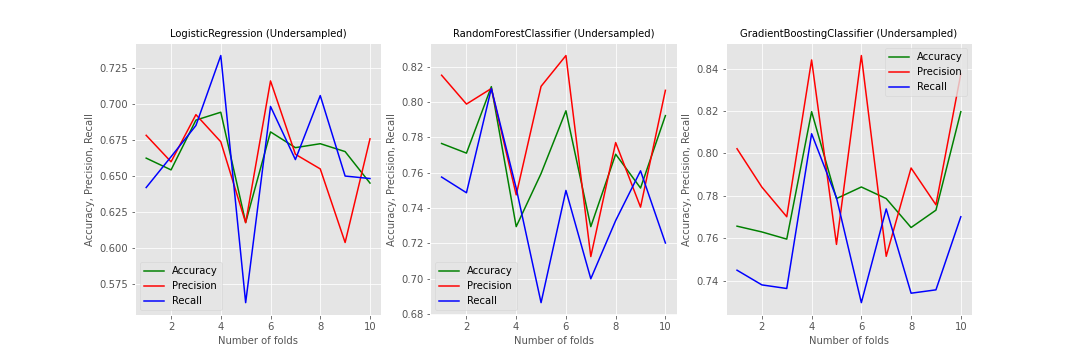 LogisticRegression (Undersampled)
0.725
0.700
0.675
0.650
0.625
0.600
0.575
Accuracy, Precision, Recall
Accuracy
Precision
Recall
2
4
6
8
10
Number of folds
RandomForestClassifier (Undersampled)
0.82
0.80
0.78
0.76
0.74
0.72
0.70
0.68
Accuracy, Precision, Recall
Accuracy
Precision
Recall
2
4
6
8
10
Number of folds
GradientBoostingClassifier (Undersampled)
0.84
0.82
0.80
0.78
0.76
0.74
Accuracy, Precision, Recall
Accuracy
Precision
Recall
2
4
6
8
10
Number of folds